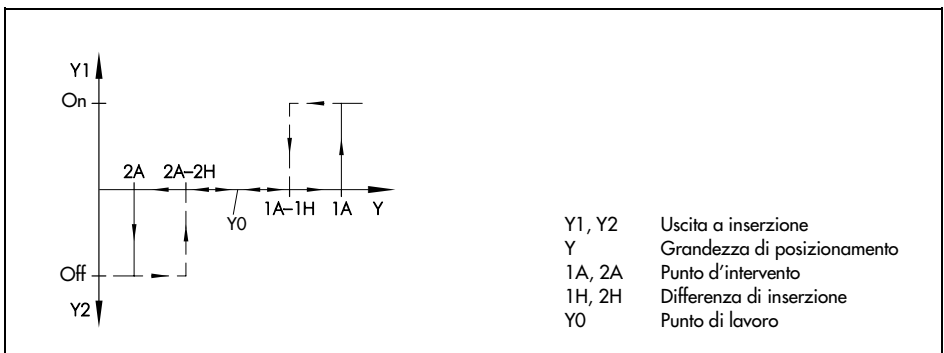 Y1
On
2A 2A–2H
1A–1H 1A Y
Y0
Off
Y2
Y1, Y2 Uscita a inserzione
Y Grandezza di posizionamento
1A, 2A Punto d'intervento
1H, 2H Differenza di inserzione
Y0 Punto di lavoro